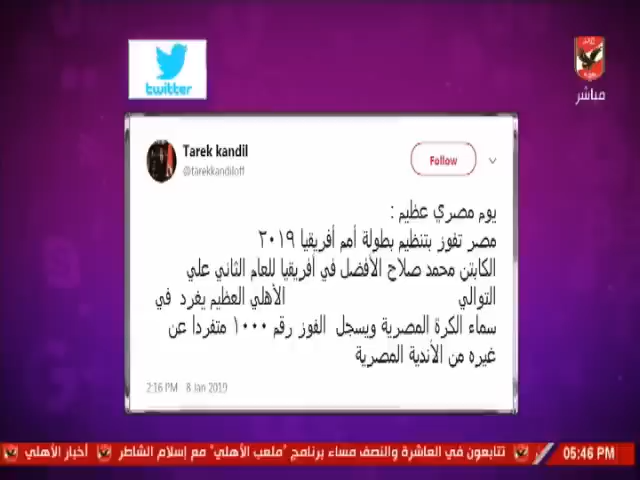 twitter
مباشر
Tarek kandil
@tarekkandiloff
Follow
يوم مصري عظيم :
مصر تفوز بتنظيم بطولة أمم أفريقيا ٢٠١٩
الكابتن محمد صلاح الأفضل في أفريقيا للعام الثاني علي
التوالي الأهلي العظيم يغرد في
سماء الكرة المصرية ويسجل الفوز رقم ١٠٠٠ متفردا عن
غيره من الأندية المصرية
2:16 PM 8 Jan 2019
تتابعون في العاشرة والنصف مساء برنامج "ملعب الأهلي" مع إسلام الشاطر أخبار الأهلي
05:46 PM